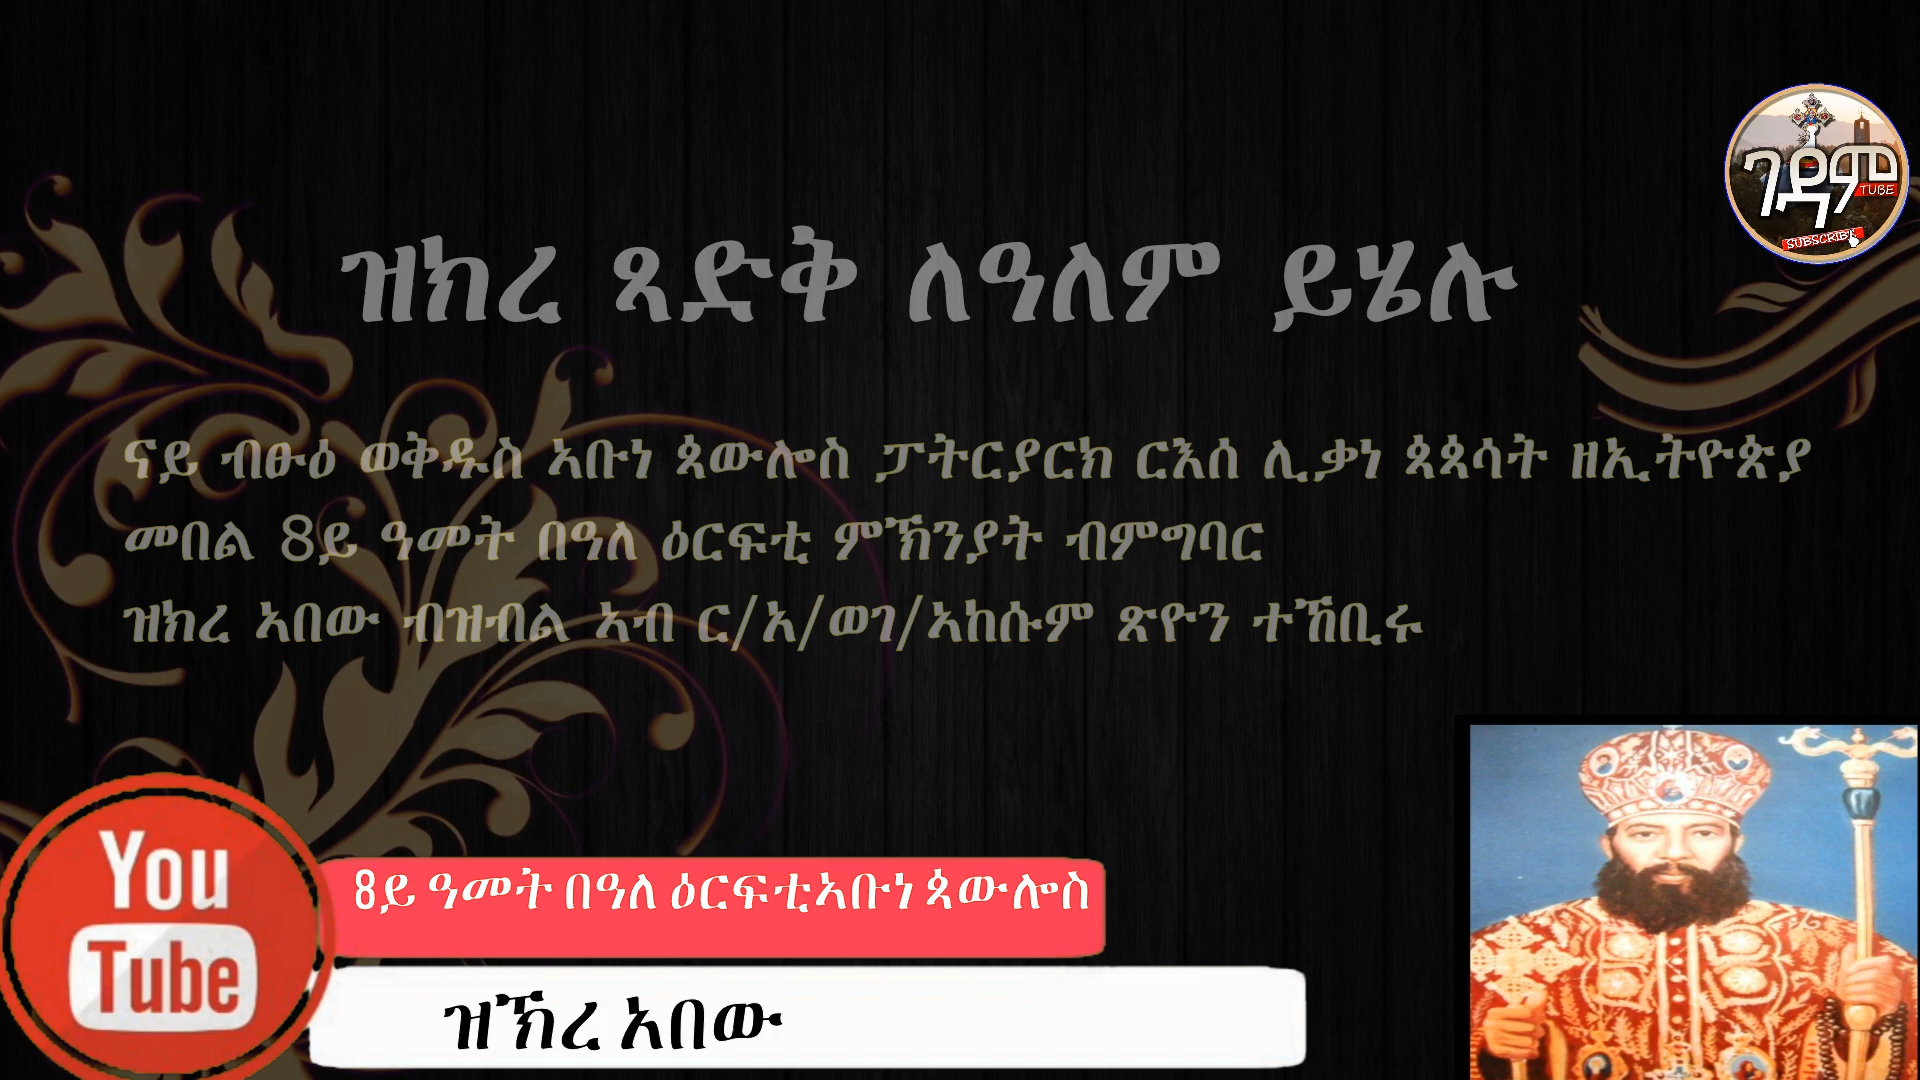 ገዳም
TUBE
SUBSCRIBE
ዝክረ ጻድቅ ለዓለም ይሄሉ
ናይ ብፁዕ ወቅዱስ ኣቡነ ጳውሎስ ፓትርያርክ ርእሰ ሊቃነ ጳጳሳት ዘኢትዮጵያ
መበል 8ይ ዓመት በዓለ ዕርፍቲ ምኽንያት ብምግባር
ዝክረ ኣበው ብዝብል ኣብ ር/አ/ወገ/ኣከሱም ጽዮን ተኸቢሩ
You
Tube
8ይ ዓመት በዓለ ዕርፍቲኣቡነ ጳውሎስ
ዝኽረ አበው